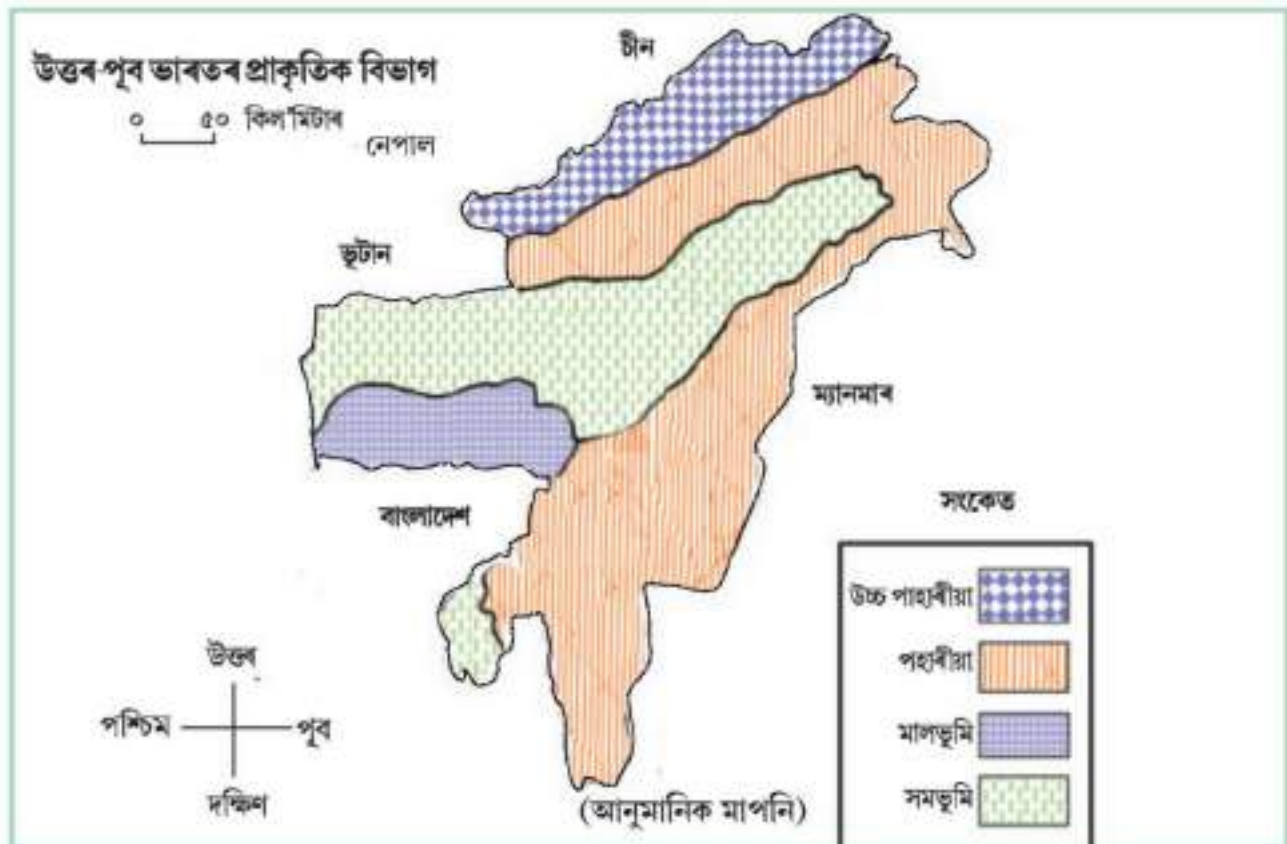 চীন
উত্তৰ-পূব ভাৰতৰ প্ৰাকৃতিক বিভাগ
০ ৫০ কিল'মিটাৰ
নেপাল
ভূটান
ম্যানমাৰ
বাংলাদেশ
সংকেত
উচ্চ পাহাৰীয়া
পহাৰীয়া
মালভূমি
সমভূমি
উত্তৰ
পশ্চিম
পূব
দক্ষিণ
(আনুমানিক মাপনি)